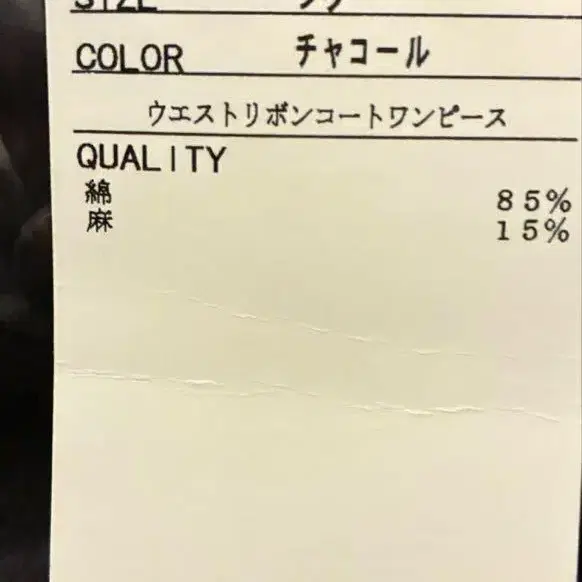 SIZE
COLOR チャコール
ウエストリボンコートワンピース
QUALITY
綿 85%
麻 15%